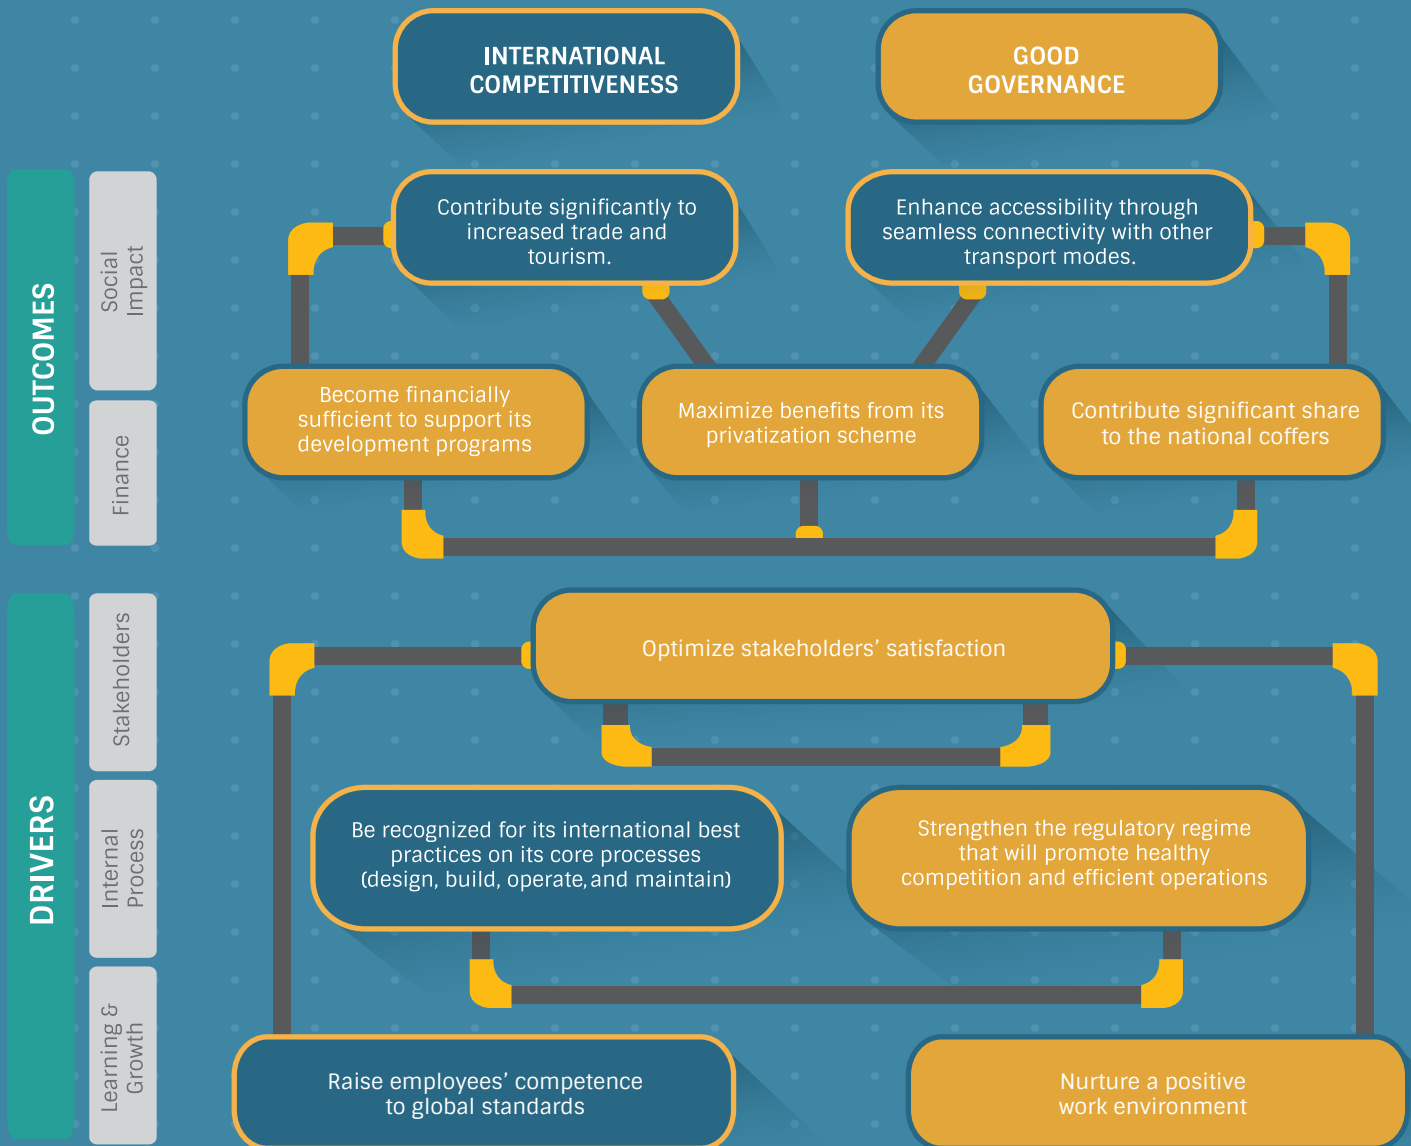 INTERNATIONAL
COMPETITIVENESS
GOOD
GOVERNANCE
OUTCOMES
Social
Impact
Contribute significantly to
increased trade and
tourism.
Enhance accessibility through
seamless connectivity with other
transport modes.
Finance
Become financially
sufficient to support its
development programs
Maximize benefits from its
privatization scheme
Contribute significant share
to the national coffers
DRIVERS
Stakeholders
Optimize stakeholders’ satisfaction
Internal
Process
Be recognized for its international best
practices on its core processes
(design, build, operate, and maintain)
Strengthen the regulatory regime
that will promote healthy
competition and efficient operations
Learning &
Growth
Raise employees’ competence
to global standards
Nurture a positive
work environment